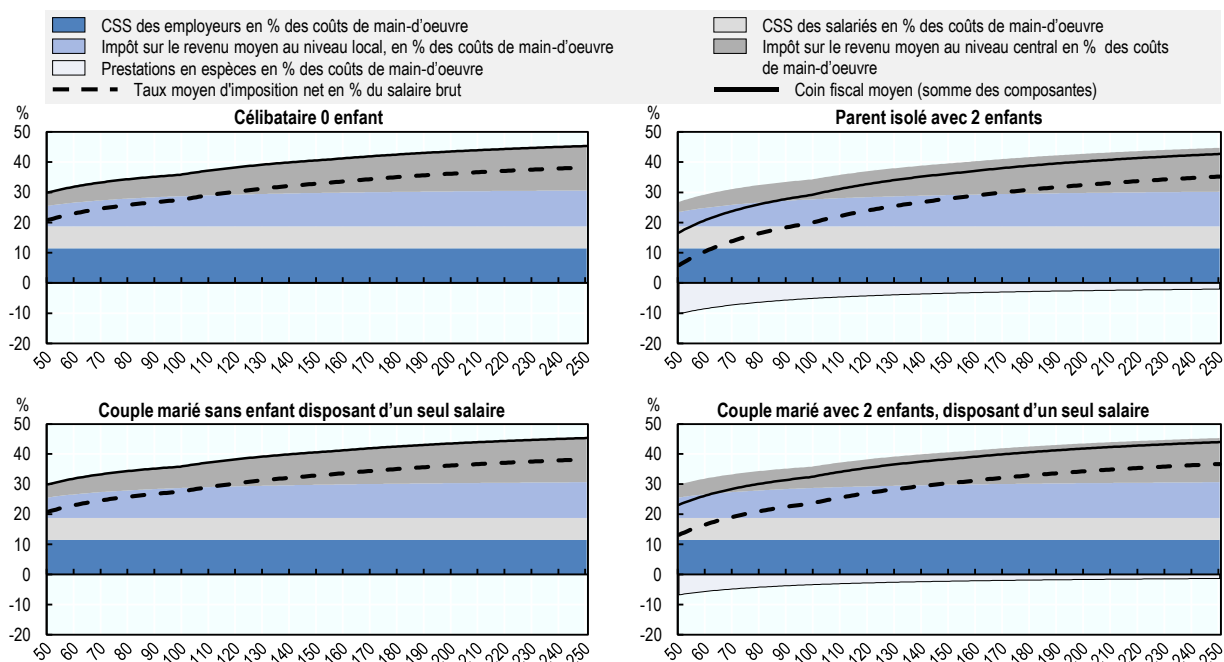 CSS des employeurs en % des coûts de main-d'oeuvre
CSS des salariés en % des coûts de main-d'oeuvre
Impôt sur le revenu moyen au niveau local, en % des coûts de main-d'oeuvre
Impôt sur le revenu moyen au niveau central en % des coûts
de main-d'oeuvre
Prestations en espèces en % des coûts de main-d'oeuvre
Taux moyen d'imposition net en % du salaire brut
Coin fiscal moyen (somme des composantes)
Célibataire 0 enfant
%
50
40
30
20
10
0
-10
-20
50 60 70 80 90 100 110 120 130 140 150 160 170 180 190 200 210 220 230 240 250
Parent isolé avec 2 enfants
%
50
40
30
20
10
0
-10
-20
50 60 70 80 90 100 110 120 130 140 150 160 170 180 190 200 210 220 230 240 250
Couple marié sans enfant disposant d'un seul salaire
%
50
40
30
20
10
0
-10
-20
50 60 70 80 90 100 110 120 130 140 150 160 170 180 190 200 210 220 230 240 250
Couple marié avec 2 enfants, disposant d'un seul salaire
%
50
40
30
20
10
0
-10
-20
50 60 70 80 90 100 110 120 130 140 150 160 170 180 190 200 210 220 230 240 250